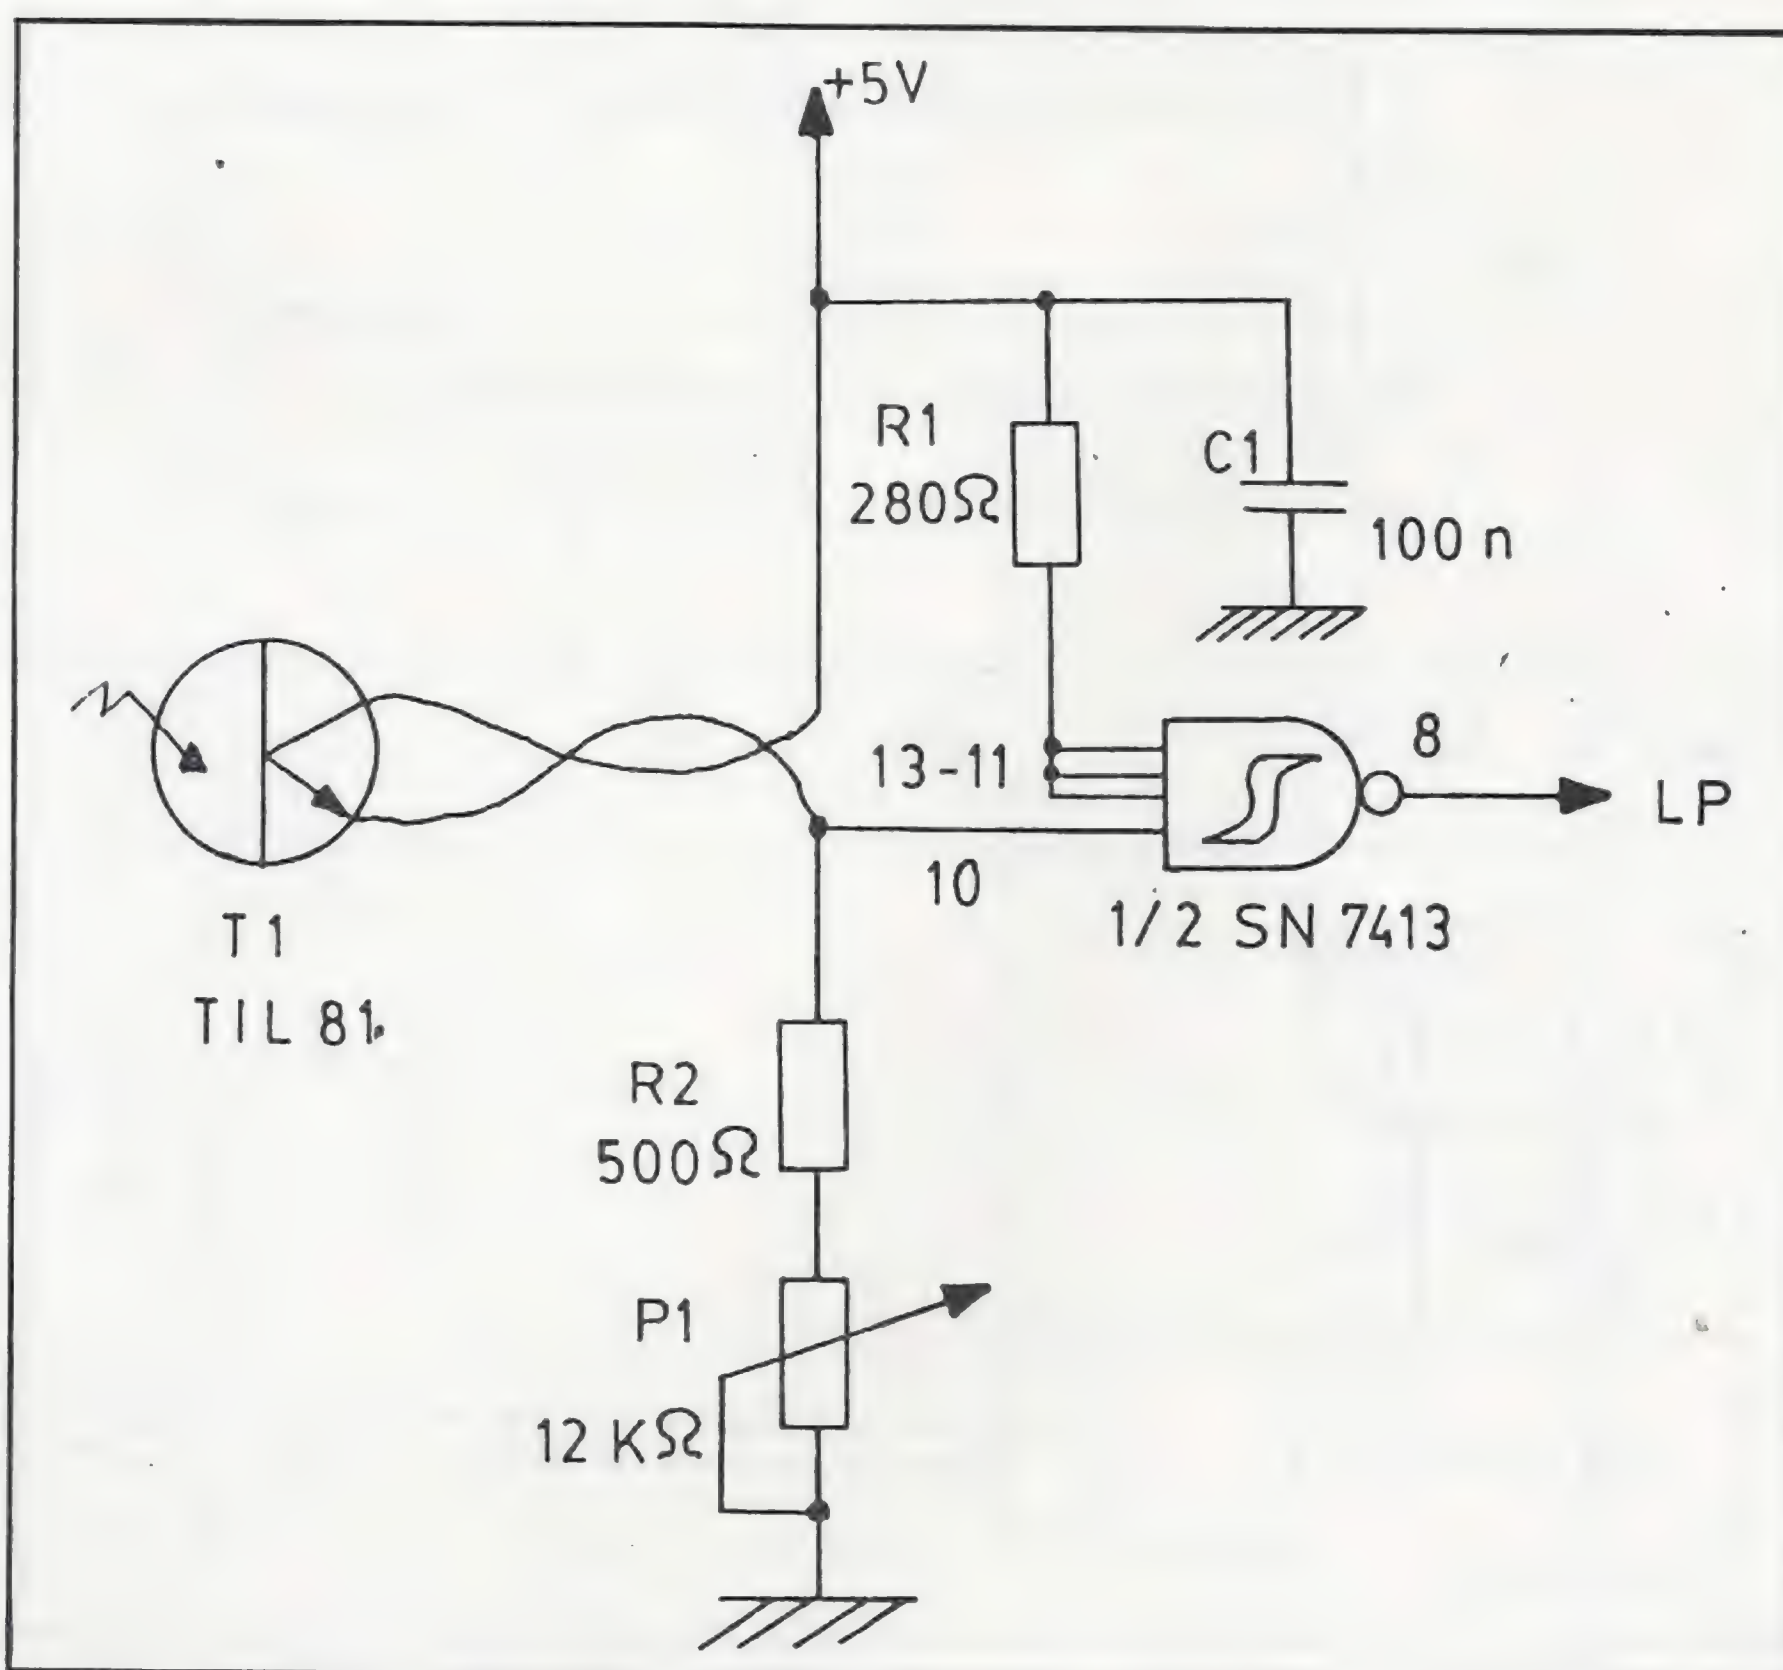 +5V
R1
280Ω
C1
100 n
13-11
8
LP
10
1/2 SN 7413
T1
TIL 81
R2
500Ω
P1
12 KΩ